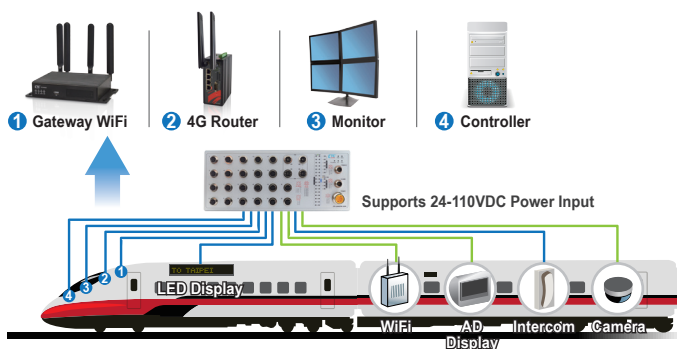 1 Gateway WiFi
2 4G Router
3 Monitor
4 Controller
Supports 24-110VDC Power Input
1
2
3
4
TO TAIPEI
LED Display
WiFi
AD
Display
Intercom
Camera